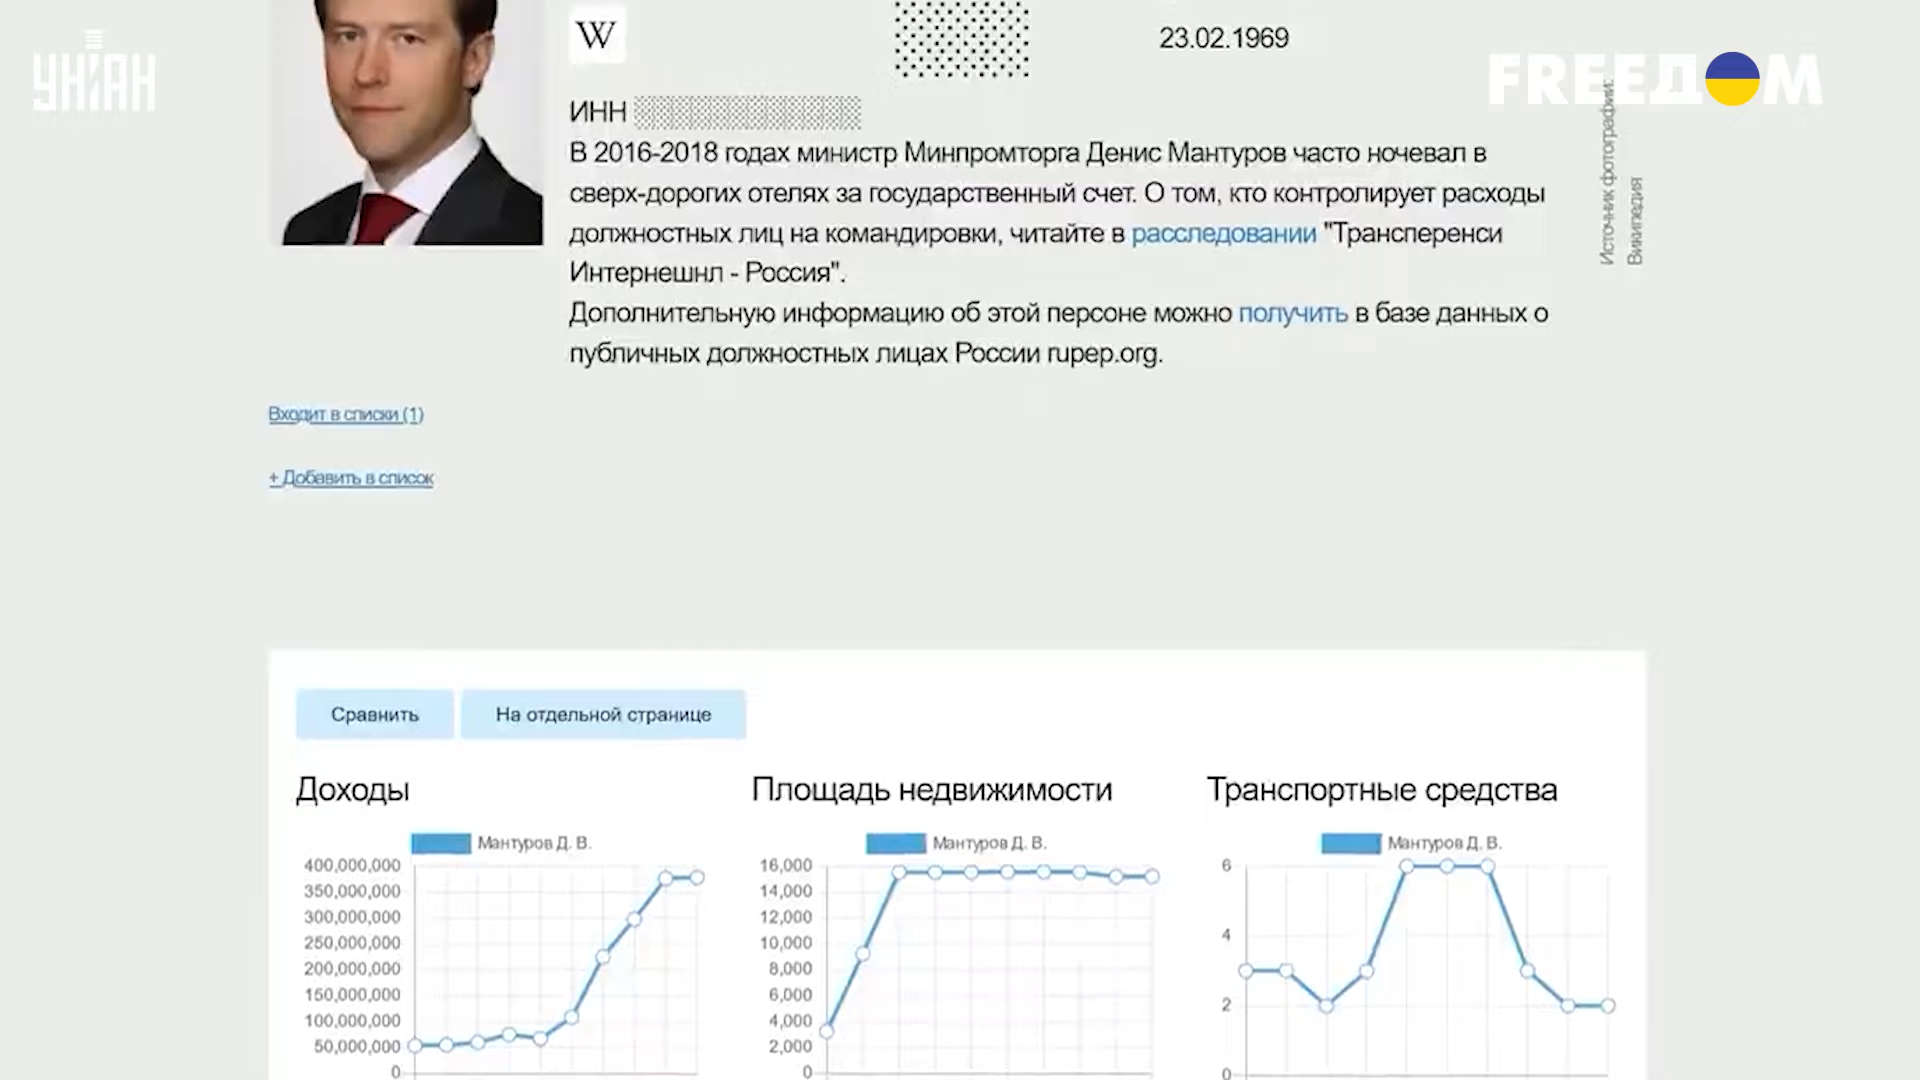 УНІАН
W
23.02.1969
FREEДOM
ИНН
В 2016-2018 годах министр Минпромторга Денис Мантуров часто ночевал в
сверх-дорогих отелях за государственный счет. О том, кто контролирует расходы
должностных лиц на командировки, читайте в расследовании "Трансперенси
Интернешнл - Россия".
Дополнительную информацию об этой персоне можно получить в базе данных о
публичных должностных лицах России rupep.org.
Источник фотографии:
Википедия
Входит в списки (1)
+ Добавить в список
Сравнить
На отдельной странице
Доходы
Мантуров Д. В.
400,000,000
350,000,000
300,000,000
250,000,000
200,000,000
150,000,000
100,000,000
50,000,000
0
Площадь недвижимости
Мантуров Д. В.
16,000
14,000
12,000
10,000
8,000
6,000
4,000
2,000
0
Транспортные средства
Мантуров Д. В.
6
4
2
0